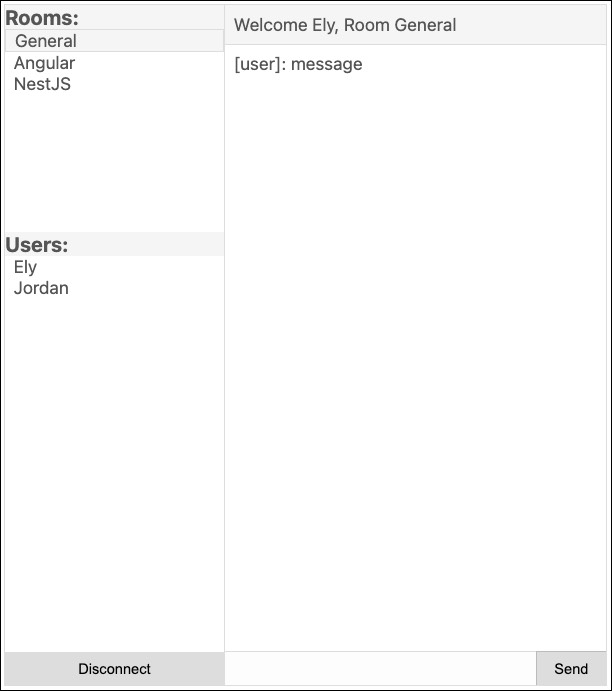 Rooms:
General
Angular
NestJS
Users:
Ely
Jordan
Disconnect
Welcome Ely, Room General
[user]: message
Send